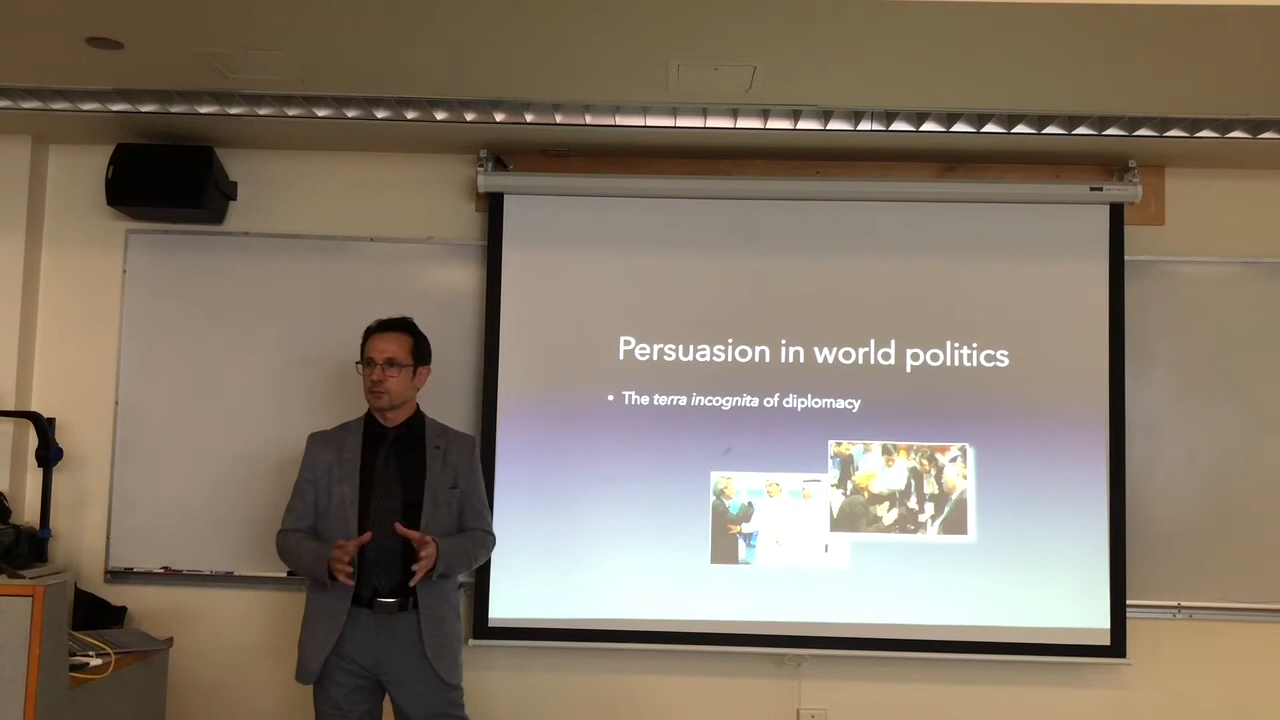 Persuasion in world politics
• The terra incognita of diplomacy